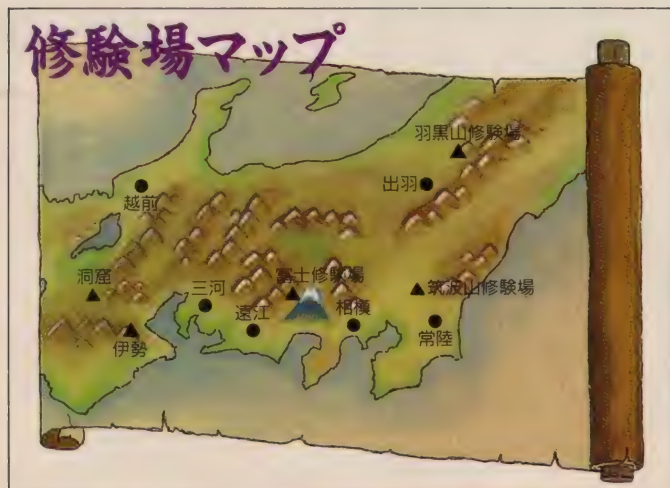 修験場マップ
羽黒山修験場
出羽
越前
洞窟
三河
富士修験場
筑波山修験場
遠江
相模
常陸
伊勢